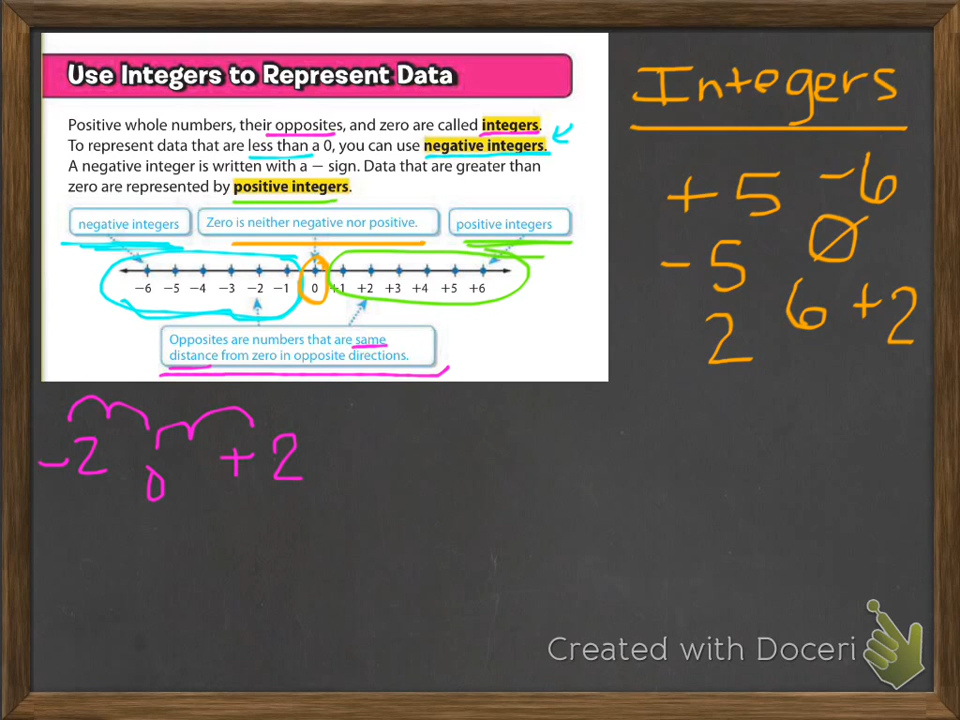 Use Integers to Represent Data
Positive whole numbers, their opposites, and zero are called integers.
To represent data that are less than a 0, you can use negative integers.
A negative integer is written with a − sign. Data that are greater than
zero are represented by positive integers.
negative integers
Zero is neither negative nor positive.
positive integers
−6 −5 −4 −3 −2 −1 0 +1 +2 +3 +4 +5 +6
Opposites are numbers that are same
distance from zero in opposite directions.
Integers
+5 -6
-5 0
2 6 +2
-2 0 +2
Created with Doceri